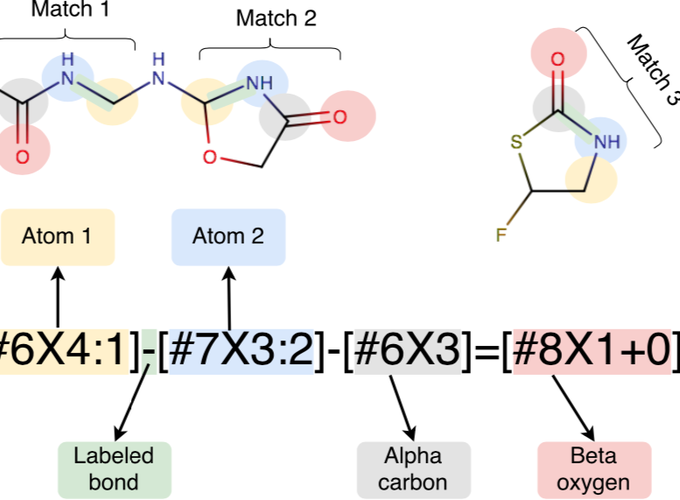 Match 1
Match 2
Match 3
H
N
H
N
NH
O
O
O
O
S
NH
F
Atom 1
Atom 2
#6X4:1]-[#7X3:2]-[#6X3]=[#8X1+0]
Labeled
bond
Alpha
carbon
Beta
oxygen